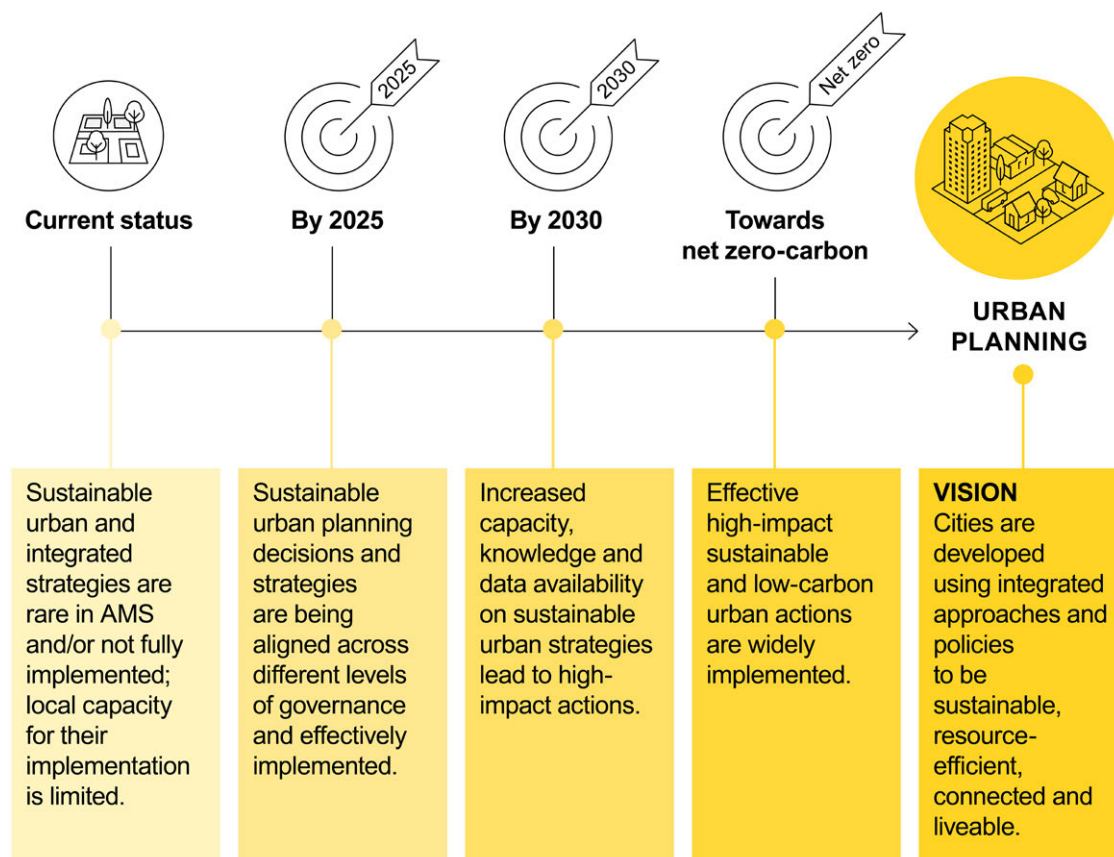 2025
2030
Net zero
Current status
By 2025
By 2030
Towards
net zero-carbon
URBAN
PLANNING
Sustainable
urban and
integrated
strategies are
rare in AMS
and/or not fully
implemented;
local capacity
for their
implementation
is limited.
Sustainable
urban planning
decisions and
strategies
are being
aligned across
different levels
of governance
and effectively
implemented.
Increased
capacity,
knowledge and
data availability
on sustainable
urban strategies
lead to high-
impact actions.
Effective
high-impact
sustainable
and low-carbon
urban actions
are widely
implemented.
VISION
Cities are
developed
using integrated
approaches and
policies
to be
sustainable,
resource-
efficient,
connected and
liveable.